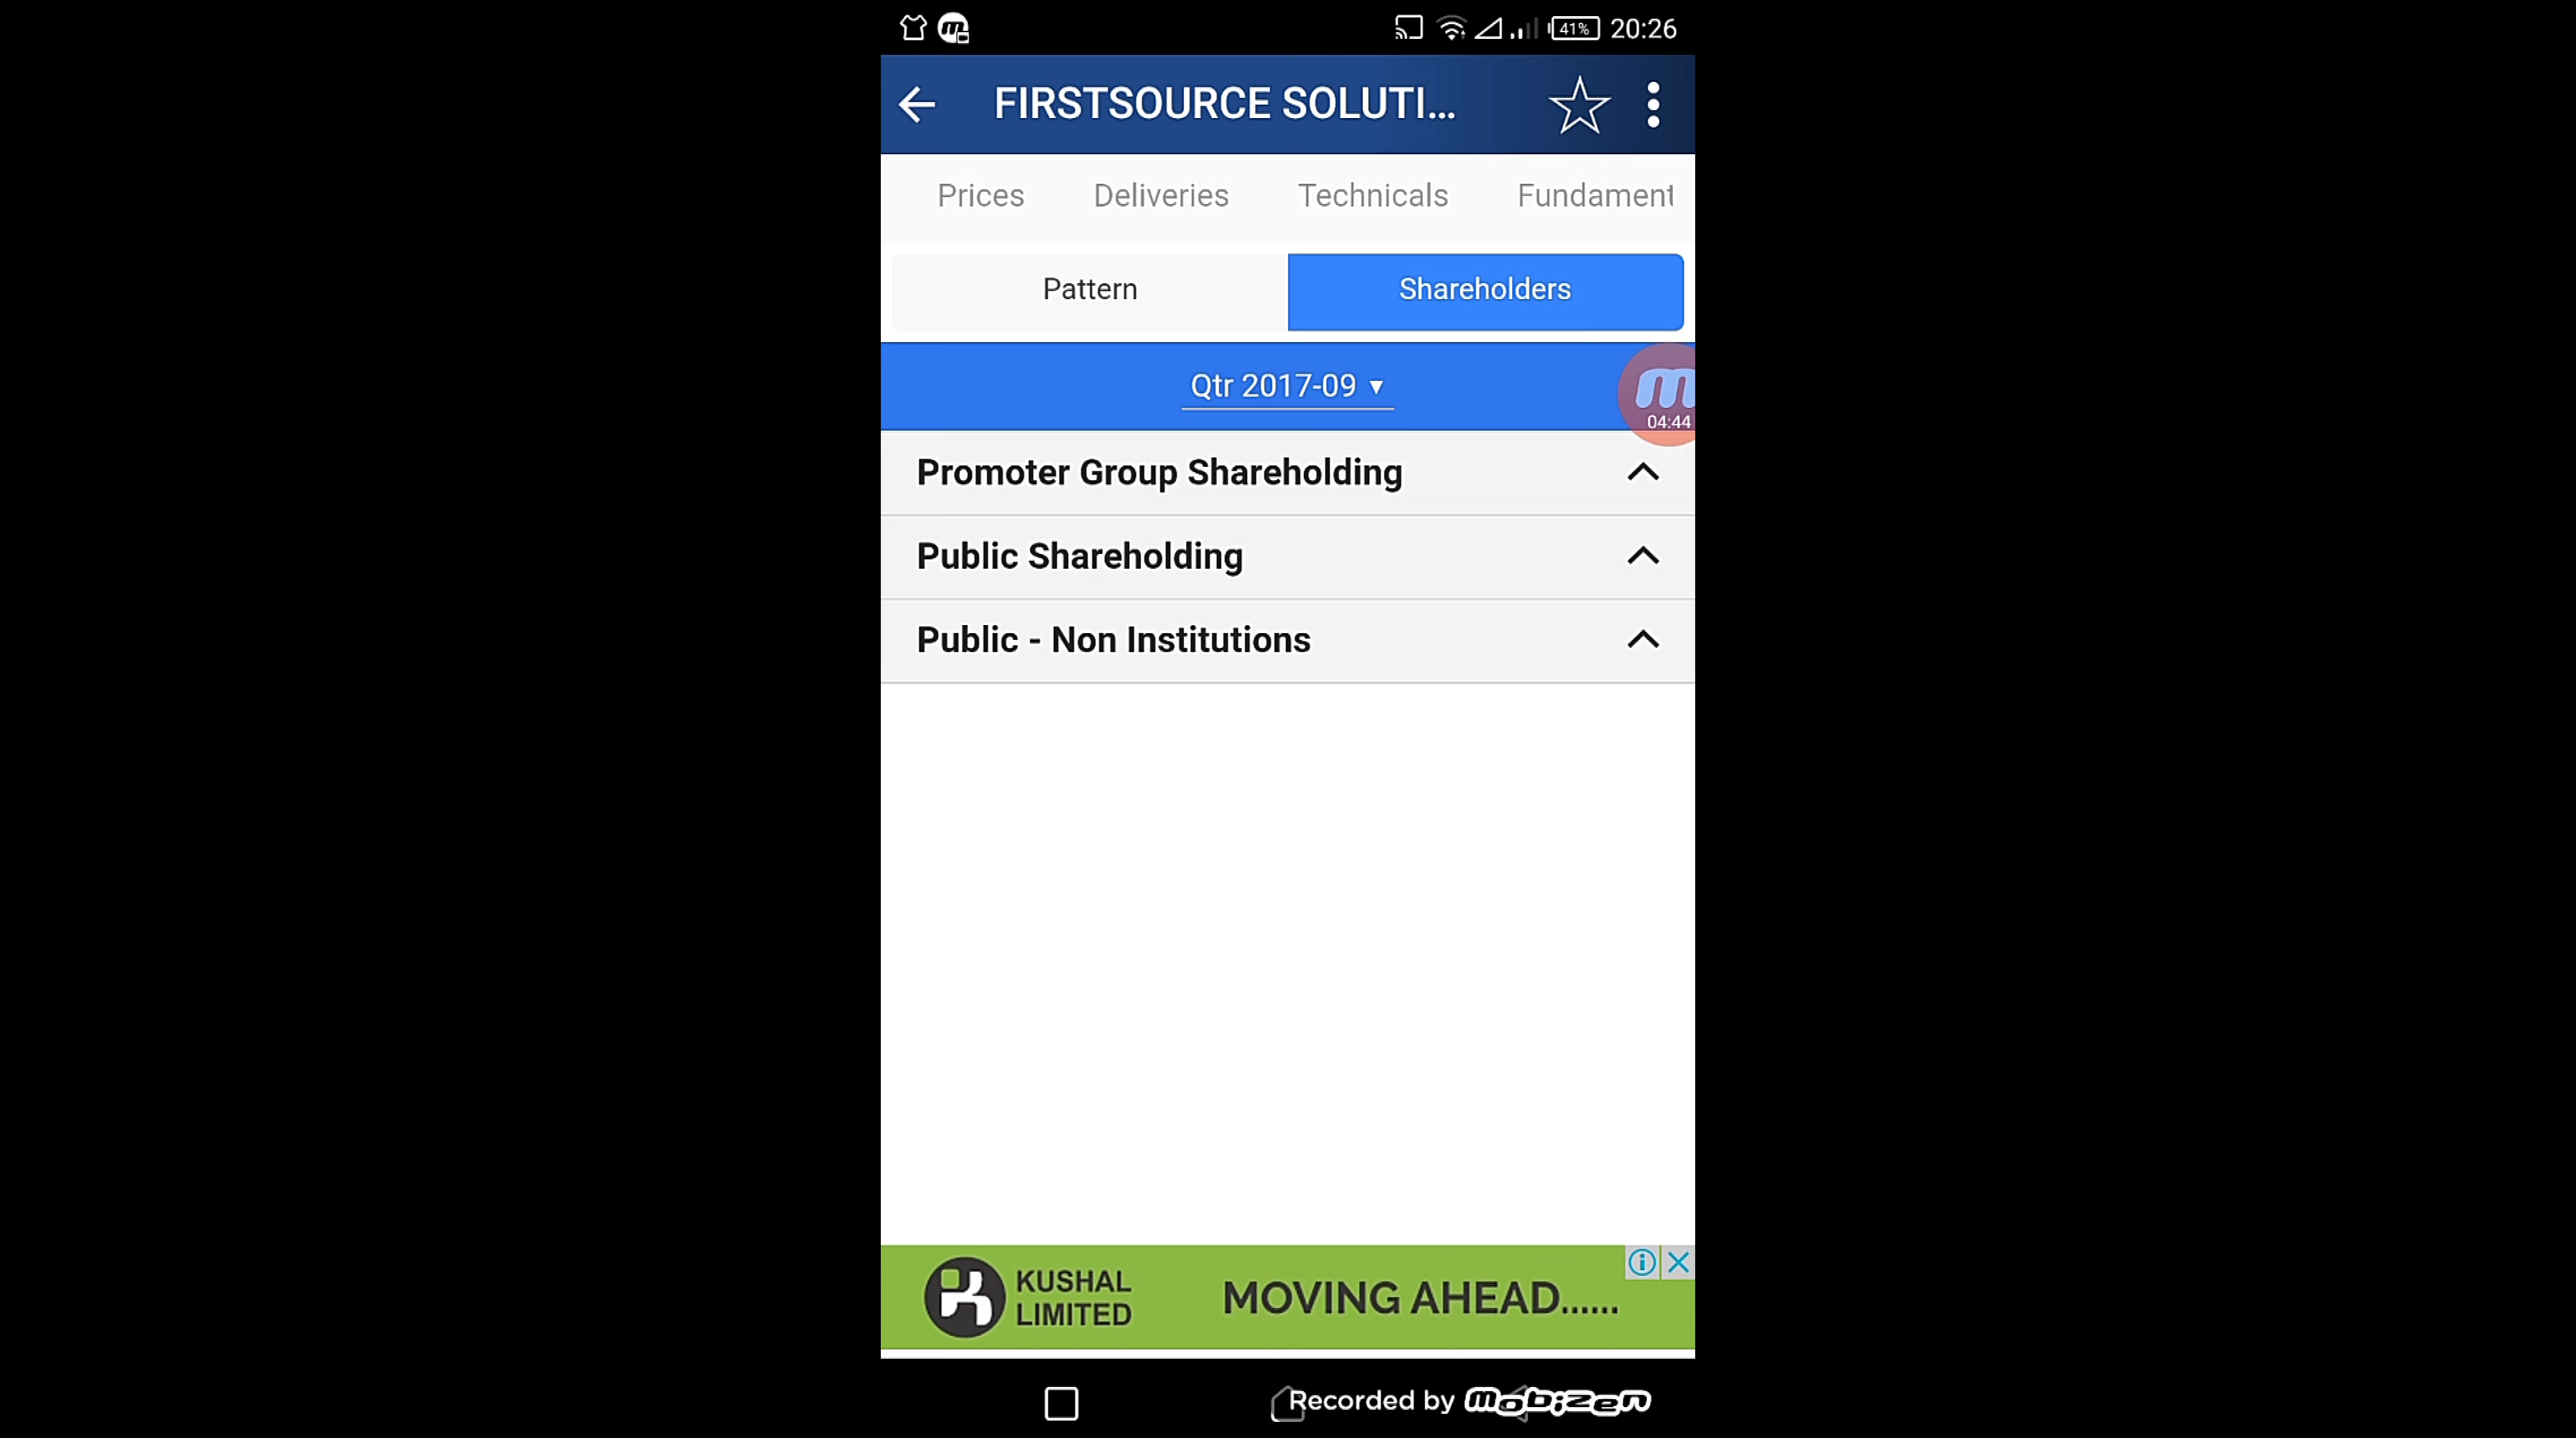 41% 20:26
FIRSTSOURCE SOLUTI...
Prices Deliveries Technicals Fundament
Pattern Shareholders
Qtr 2017-09 ▼
04:44
Promoter Group Shareholding
Public Shareholding
Public - Non Institutions
KUSHAL
LIMITED
MOVING AHEAD......
Recorded by mobizen